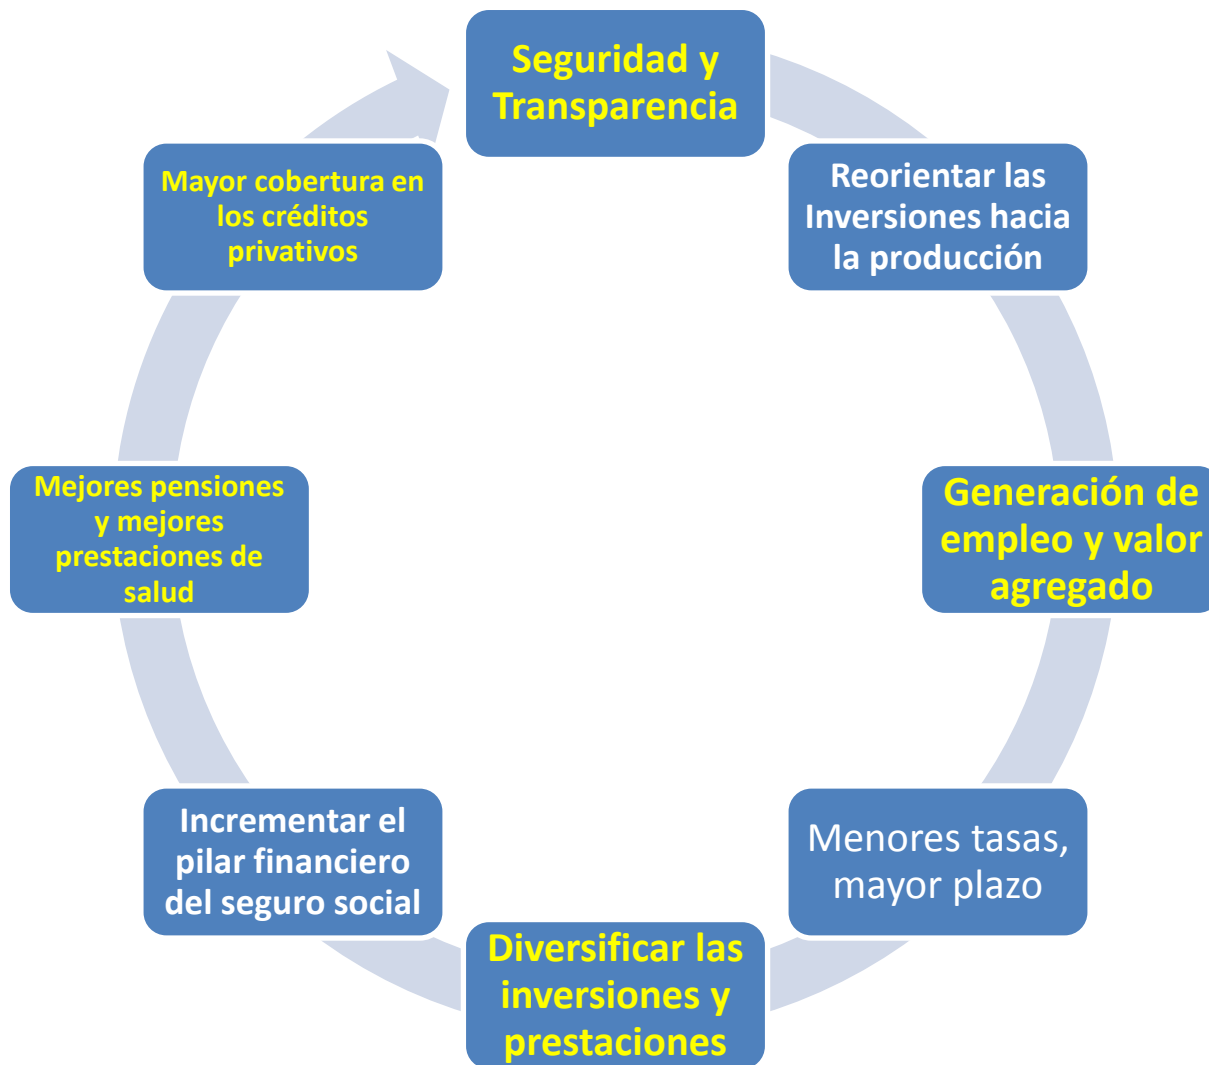 Seguridad y
Transparencia
Reorientar las
Inversiones hacia
la producción
Generación de
empleo y valor
agregado
Menores tasas,
mayor plazo
Diversificar las
inversiones y
prestaciones
Incrementar el
pilar financiero
del seguro social
Mejores pensiones
y mejores
prestaciones de
salud
Mayor cobertura en
los créditos
privativos